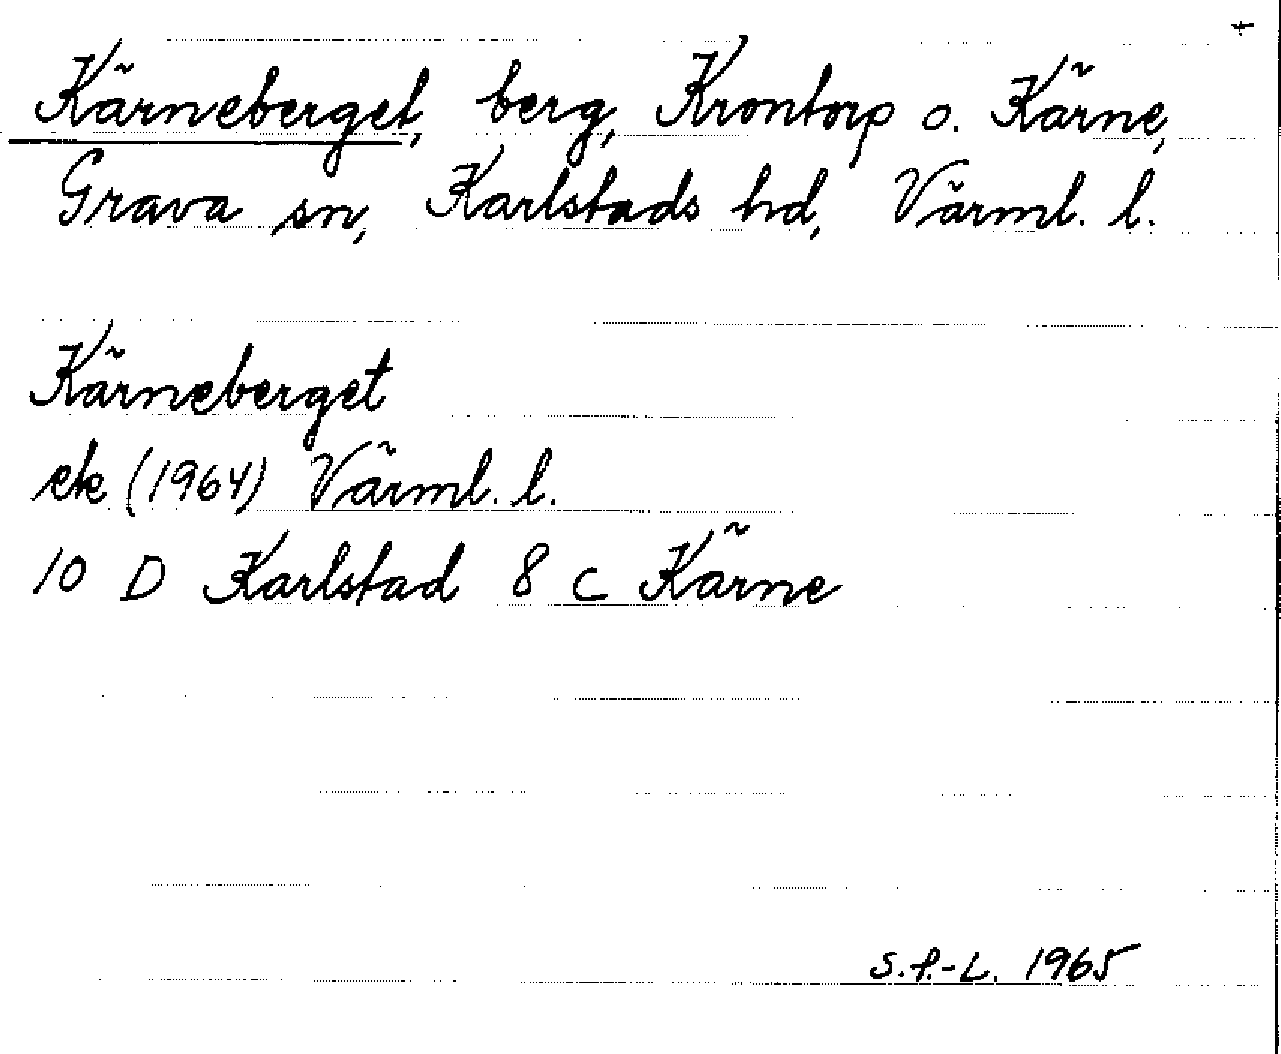 Kärneberget, berg, Krontorp o. Kärne,
Grava sn, Karlstads hd, Värml. l.
Kärneberget
ek (1964) Värml. l.
10 D Karlstad 8 c Kärne
S.P.-L. 1965